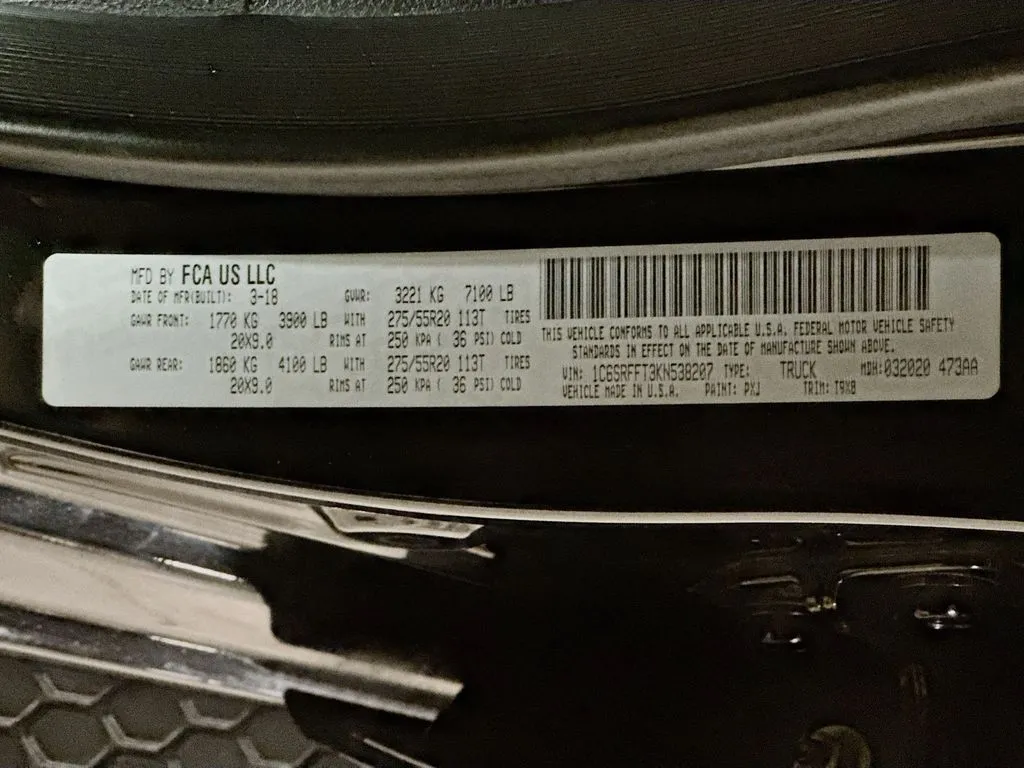 MFD BY FCA US LLC
DATE OF MFR(BUILT): 3-18 GVWR: 3221 KG 7100 LB
GAWR FRONT: 1770 KG 3900 LB WITH 275/55R20 113T TIRES
20X9.0 RIMS AT 250 KPA ( 36 PSI) COLD
GAWR REAR: 1860 KG 4100 LB WITH 275/55R20 113T TIRES
20X9.0 RIMS AT 250 KPA ( 36 PSI) COLD
THIS VEHICLE CONFORMS TO ALL APPLICABLE U.S.A. FEDERAL MOTOR VEHICLE SAFETY
STANDARDS IN EFFECT ON THE DATE OF MANUFACTURE SHOWN ABOVE.
VIN: 1C6SRFFT3KN538207 TYPE: TRUCK MDH: 032020 473AA
VEHICLE MADE IN U.S.A. PAINT: PXJ TRIM: T9X8